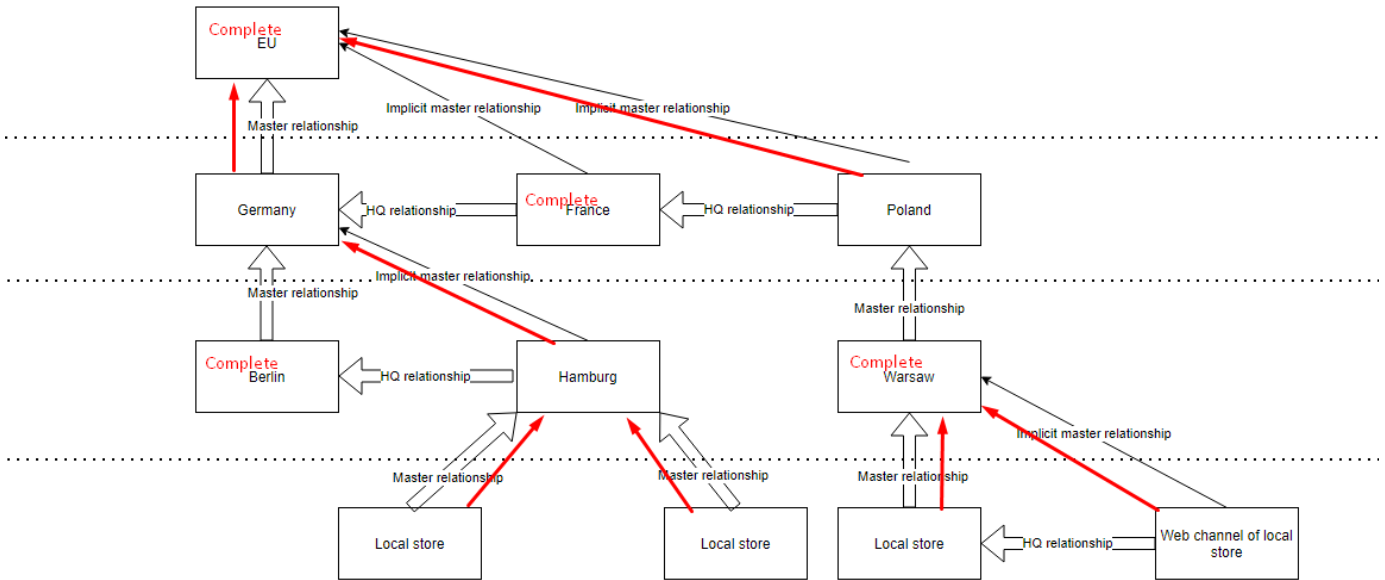 Complete
EU
Implicit master relationship
Implicit master relationship
Master relationship
Germany
HQ relationship
Complete
France
HQ relationship
Poland
Implicit master relationship
Master relationship
Master relationship
Complete
Berlin
HQ relationship
Hamburg
Complete
Warsaw
Implicit master relationship
Master relationship
Master relationship
Master relationship
Local store
Local store
Local store
HQ relationship
Web channel of local
store